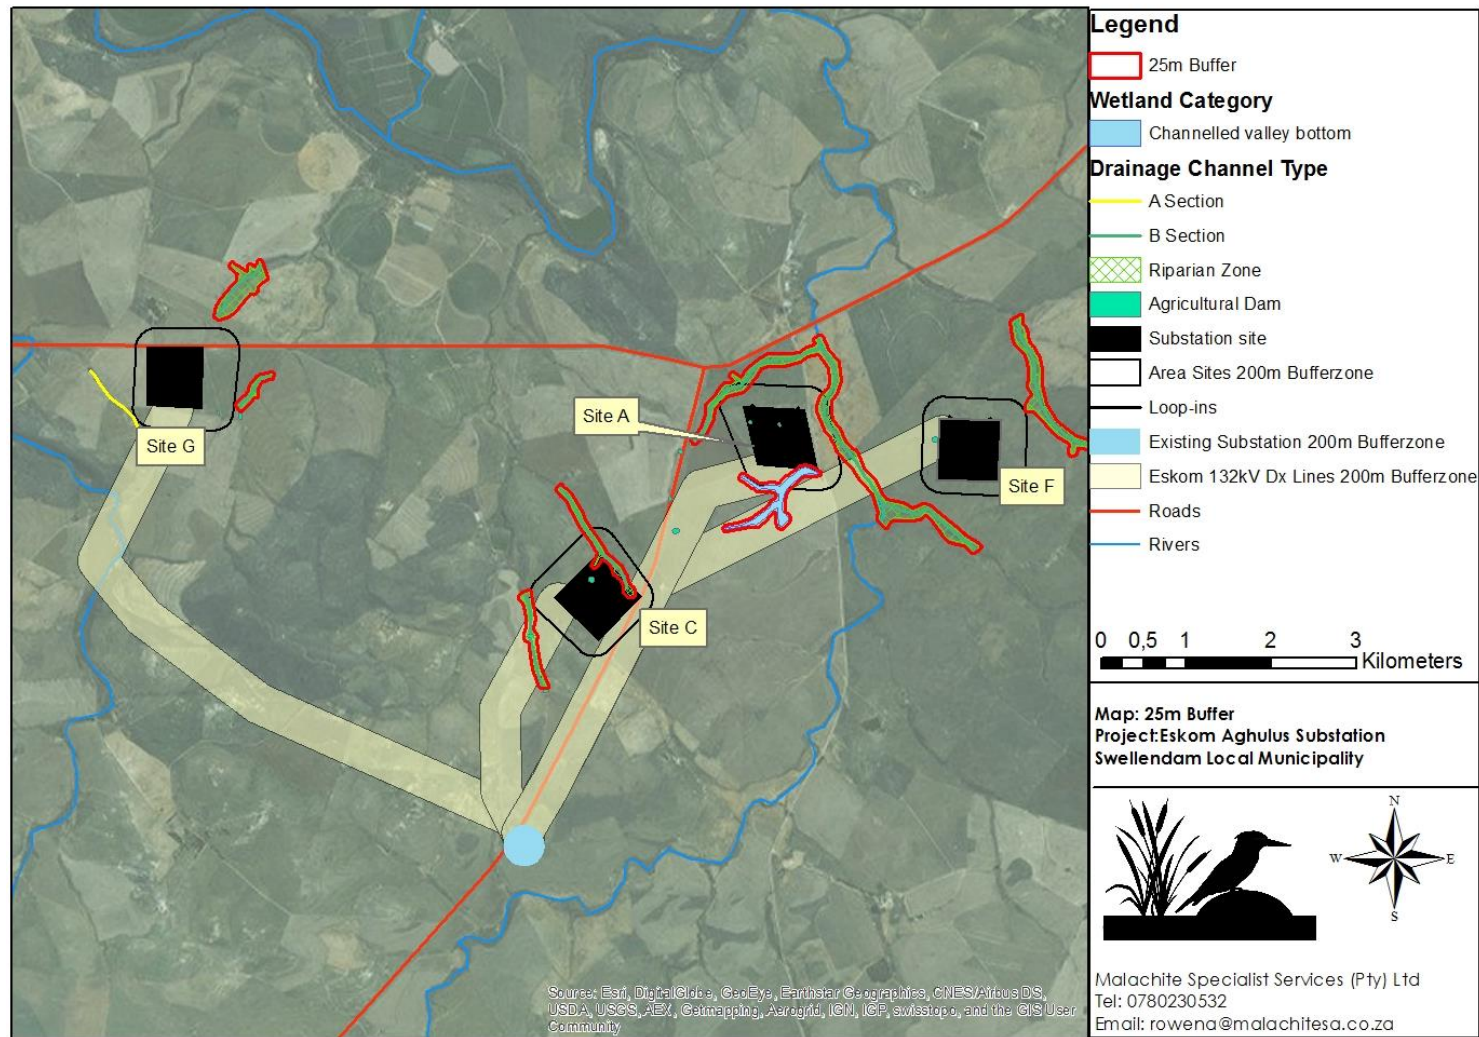 Site A
Site G
Site F
Site C
Source: Esri, DigitalGlobe, GeoEye, Earthstar Geographics, CNES/Airbus DS,
USDA, USGS, AEX, Getmapping, Aerogrid, IGN, IGP, swisstopo, and the GIS User
Community
Legend
25m Buffer
Wetland Category
Channelled valley bottom
Drainage Channel Type
A Section
B Section
Riparian Zone
Agricultural Dam
Substation site
Area Sites 200m Bufferzone
Loop-ins
Existing Substation 200m Bufferzone
Eskom 132kV Dx Lines 200m Bufferzone
Roads
Rivers
0 0,5 1 2 3
Kilometers
Map: 25m Buffer
Project:Eskom Aghulus Substation
Swellendam Local Municipality
N
W E
S
Malachite Specialist Services (Pty) Ltd
Tel: 0780230532
Email: rowena@malachitesa.co.za